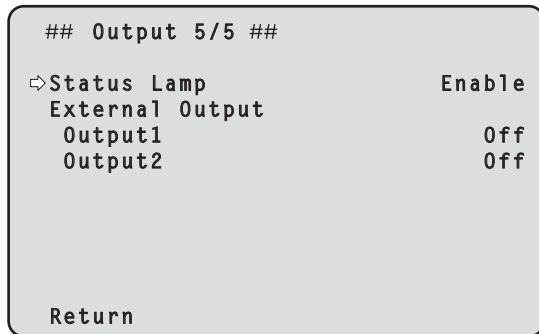 ## Output 5/5 ##
⇨Status Lamp Enable
External Output
Output1 Off
Output2 Off
Return